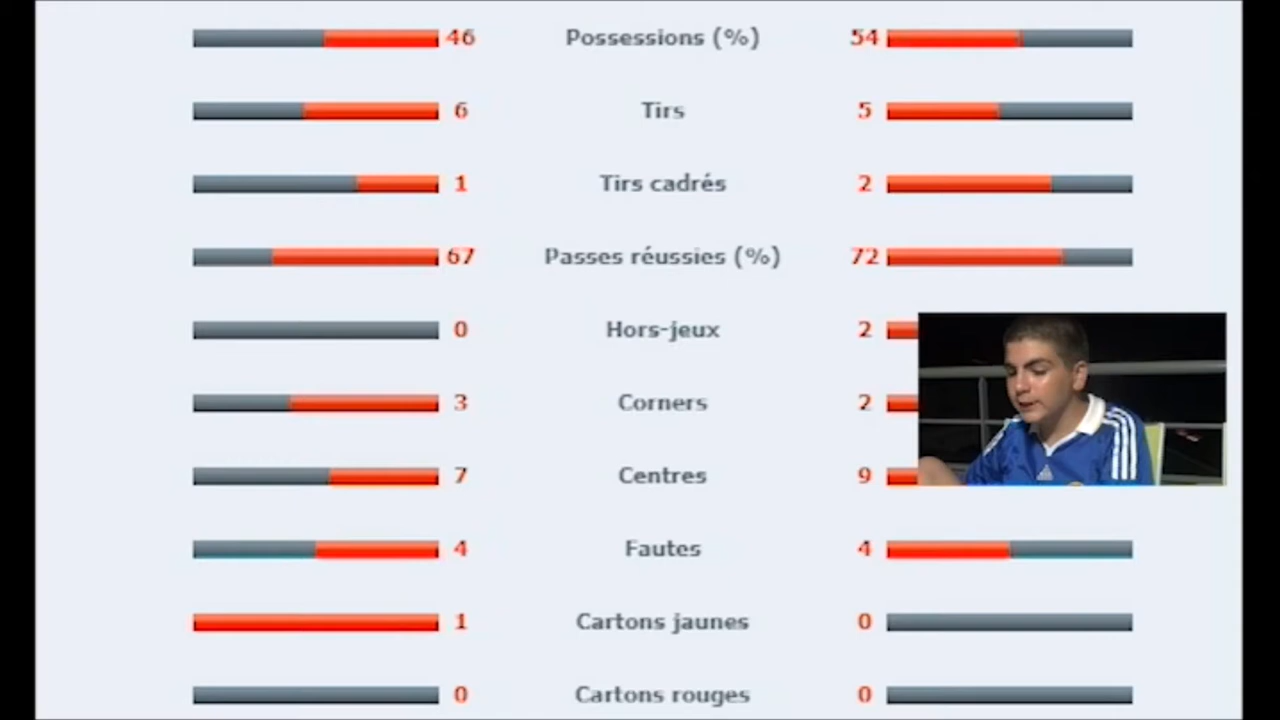 46 Possessions (%) 54
6 Tirs 5
1 Tirs cadrés 2
67 Passes réussies (%) 72
0 Hors-jeux 2
3 Corners 2
7 Centres 9
4 Fautes 4
1 Cartons jaunes 0
0 Cartons rouges 0